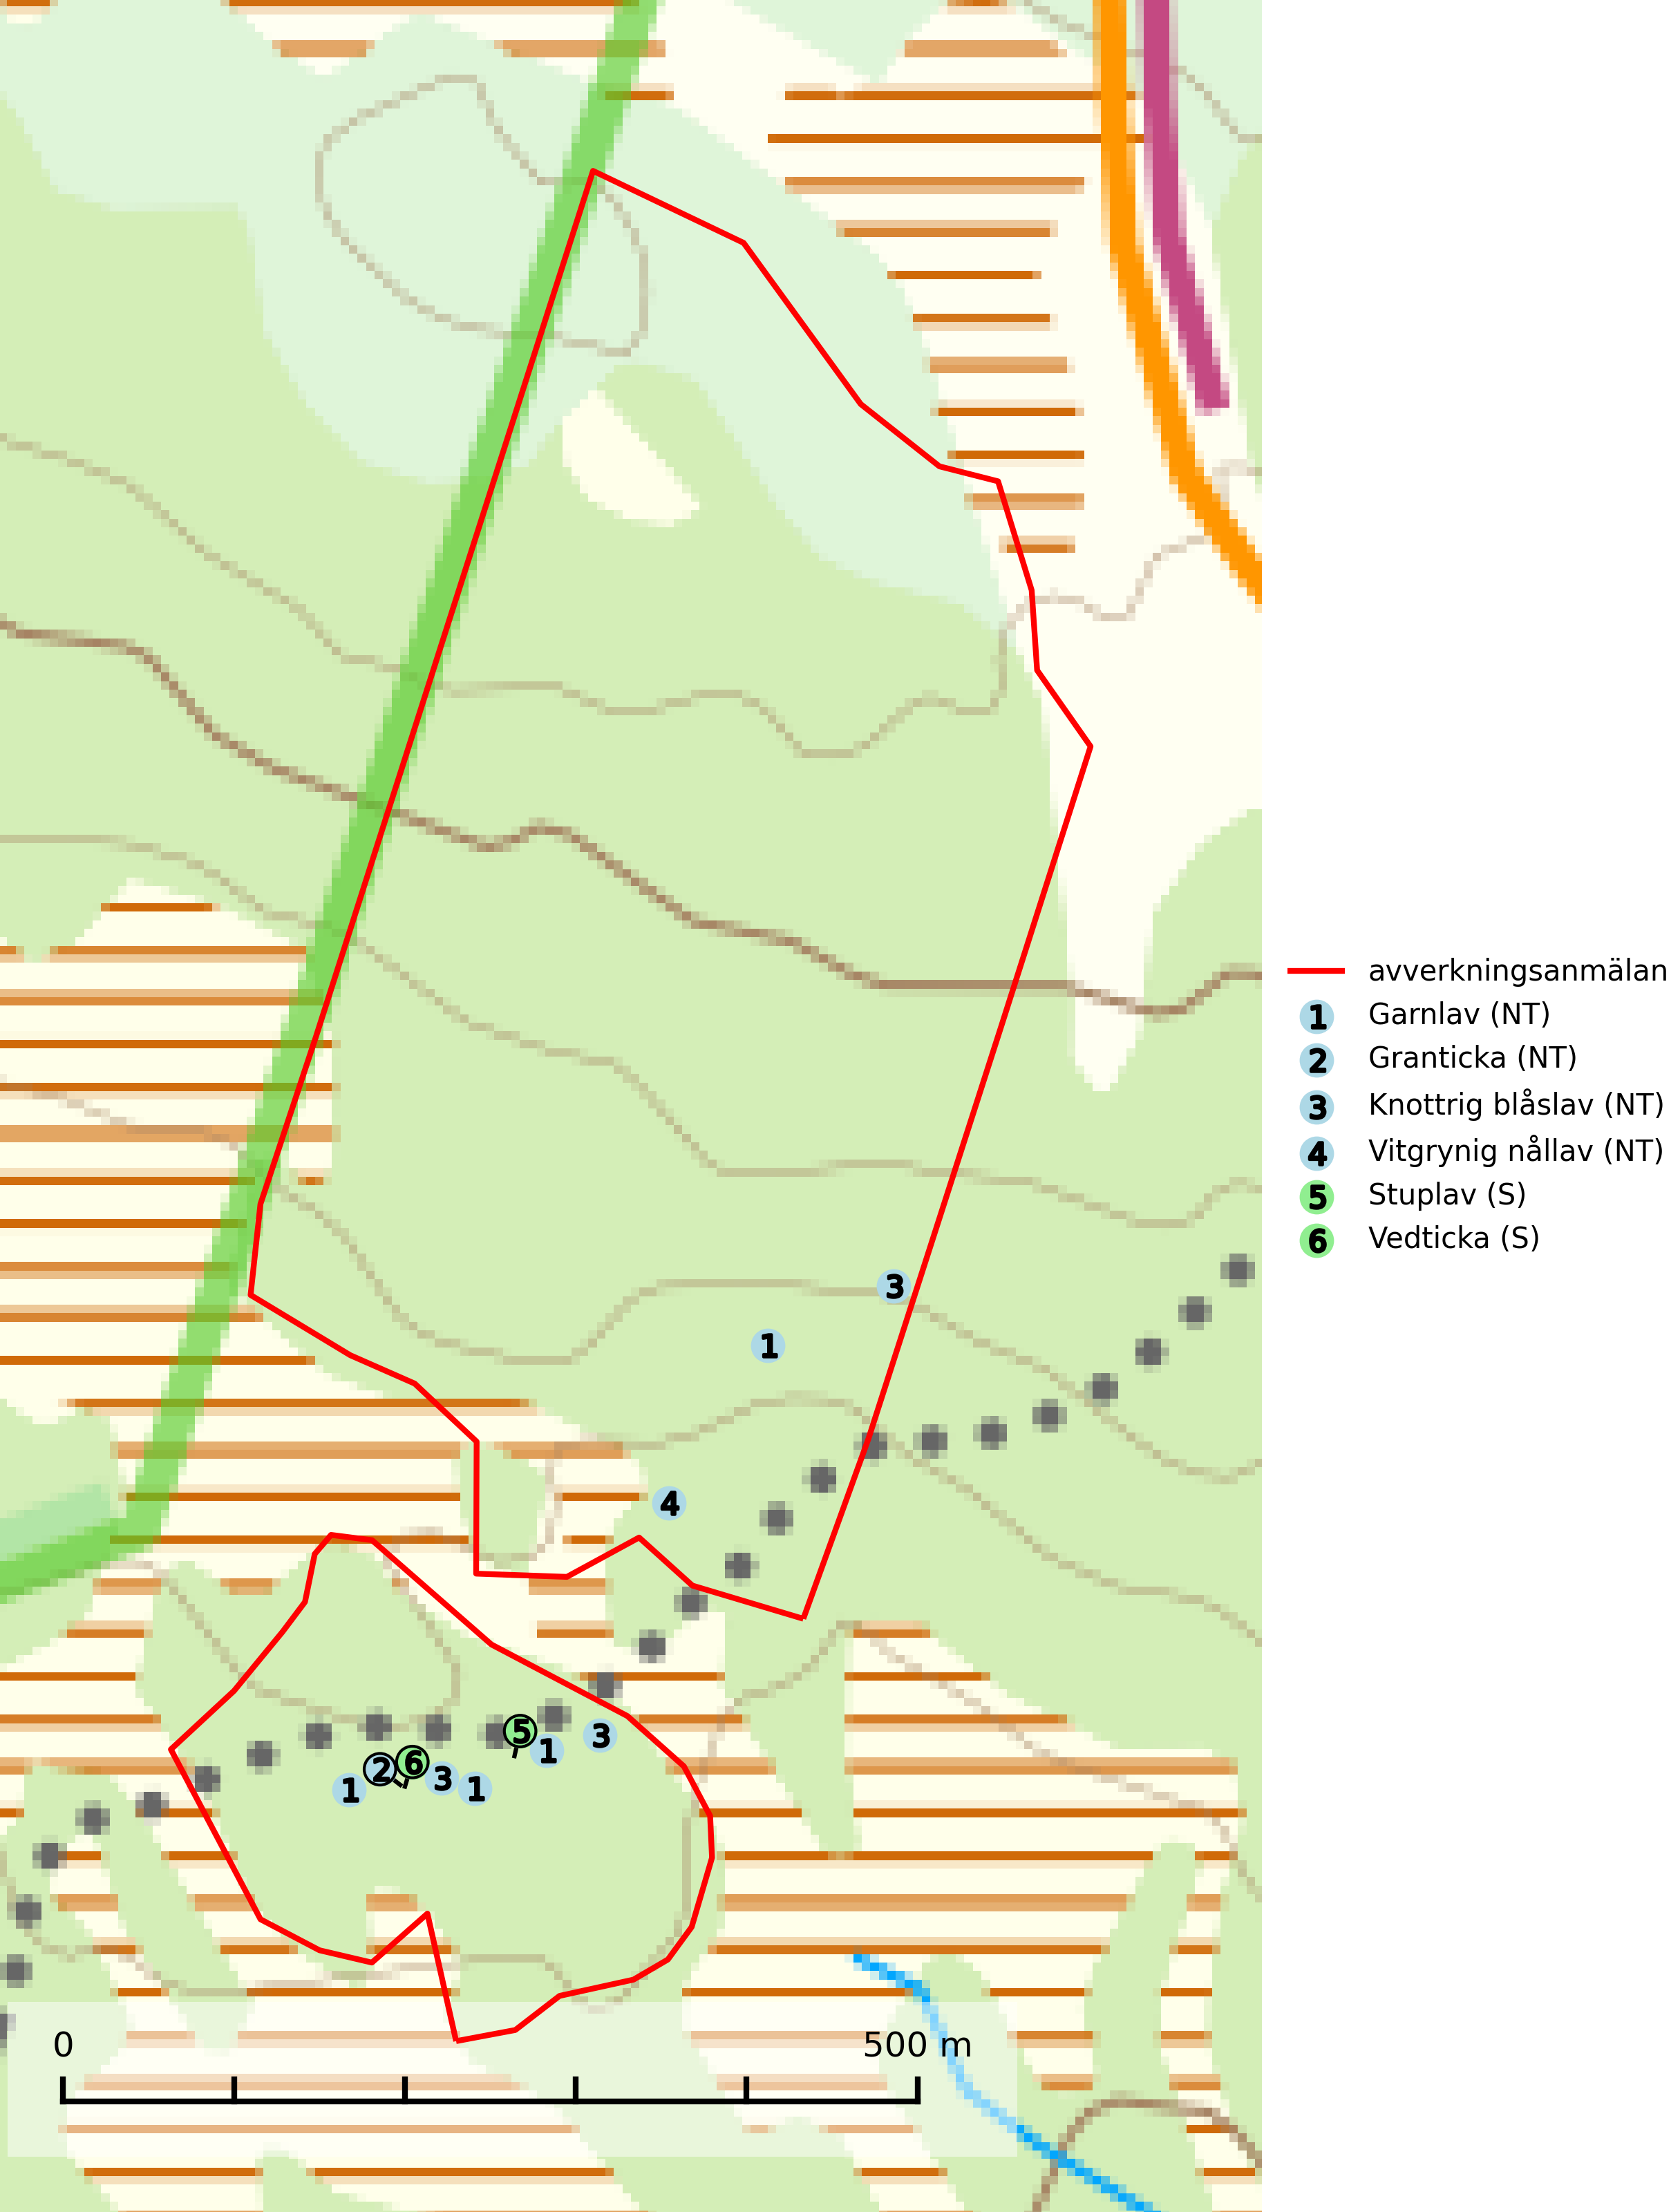 avverkningsanmälan
1 Garnlav (NT)
2 Granticka (NT)
3 Knottrig blåslav (NT)
4 Vitgrynig nållav (NT)
5 Stuplav (S)
6 Vedticka (S)
3
1
4
5
1
3
2
6
3
1
1
0 500 m